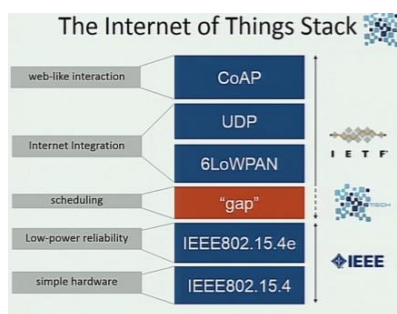 The Internet of Things Stack
web-like interaction
CoAP
UDP
Internet Integration
6LoWPAN
I E T F
scheduling
"gap"
Low-power reliability
IEEE802.15.4e
IEEE
simple hardware
IEEE802.15.4